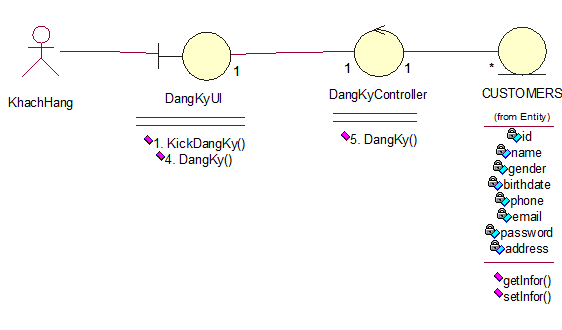 KhachHang
DangKyUI
1
1. KickDangKy()
4. DangKy()
1
1
DangKyController
5. DangKy()
*
CUSTOMERS
(from Entity)
id
name
gender
birthdate
phone
email
password
address
getInfor()
setInfor()